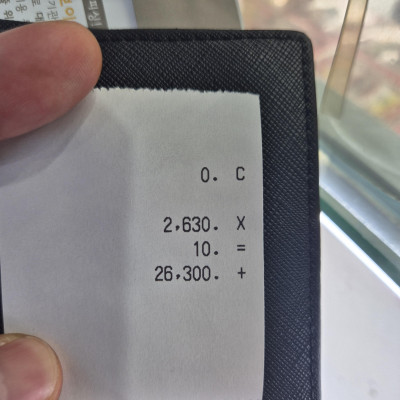 0. C
2,630. X
10. =
26,300. +